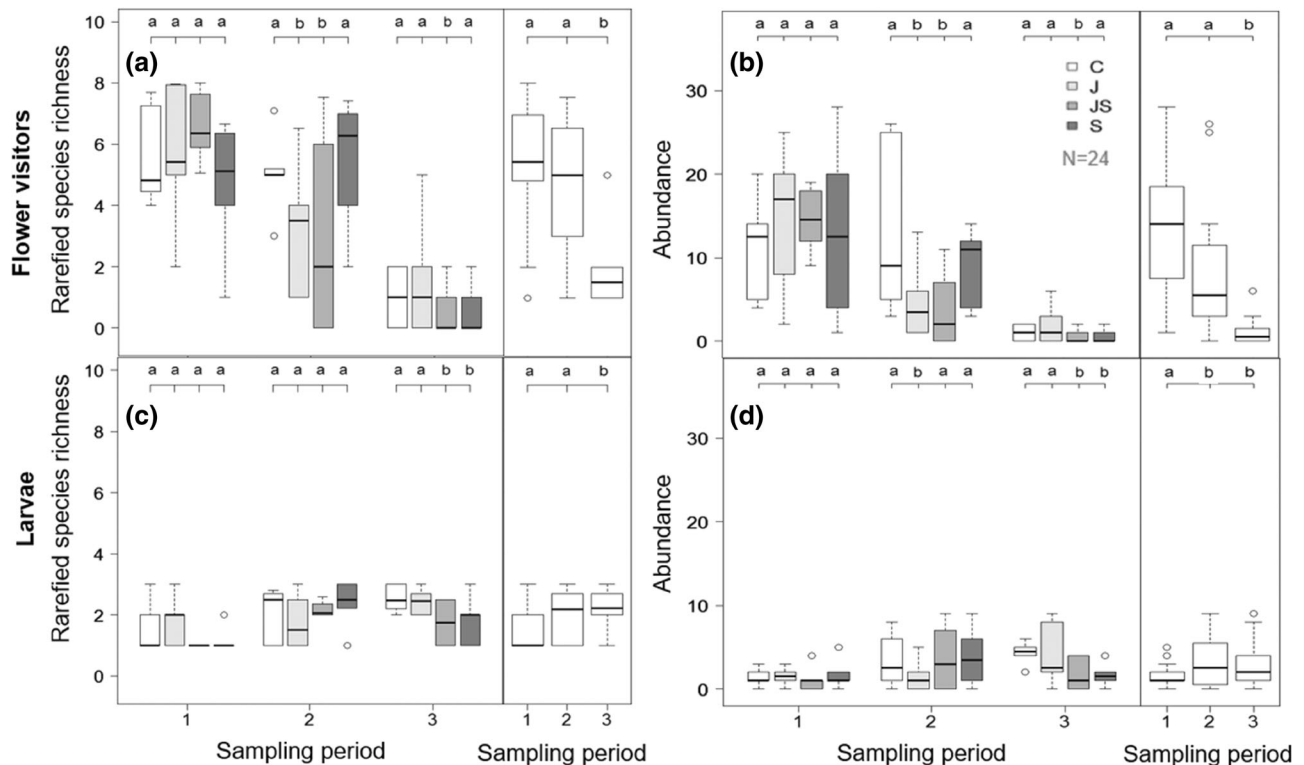 Flower visitors
Rarefied species richness
10
8
6
4
2
0
(a)
a a a a
a b b a
a a a a
a a b
Abundance
30
20
10
0
(b)
a a a a
a b b a
a a b a
a a b
C
J
JS
S
N=24
Larvae
Rarefied species richness
10
8
6
4
2
0
(c)
a a a a
a a a a
a a b b
a a b
Abundance
30
20
10
0
(d)
a a a a
a b a a
a a b b
a b b
1 2 3
Sampling period
1 2 3
Sampling period
1 2 3
Sampling period
1 2 3
Sampling period